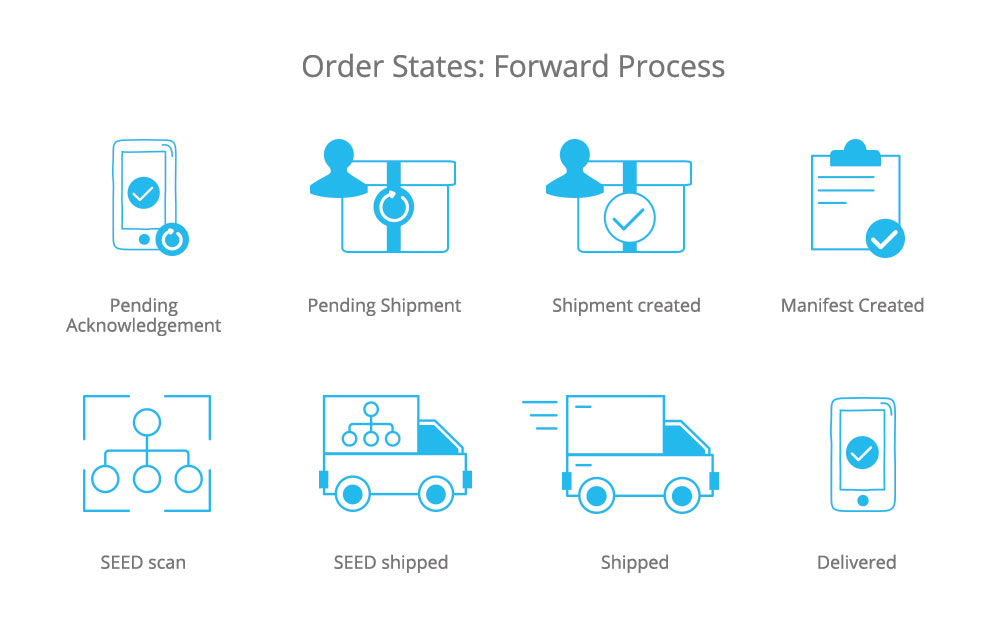 Order States: Forward Process
Pending
Acknowledgement
Pending Shipment
Shipment created
Manifest Created
SEED scan
SEED shipped
Shipped
Delivered